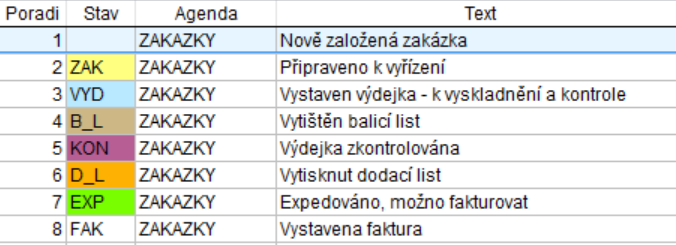 Poradi Stav Agenda Text
1 ZAKAZKY Nově založená zakázka
2 ZAK ZAKAZKY Připraveno k vyřízení
3 VYD ZAKAZKY Vystaven výdejka - k vyskladnění a kontrole
4 B_L ZAKAZKY Vytištěn balicí list
5 KON ZAKAZKY Výdejka zkontrolována
6 D_L ZAKAZKY Vytisknut dodací list
7 EXP ZAKAZKY Expedováno, možno fakturovat
8 FAK ZAKAZKY Vystavena faktura